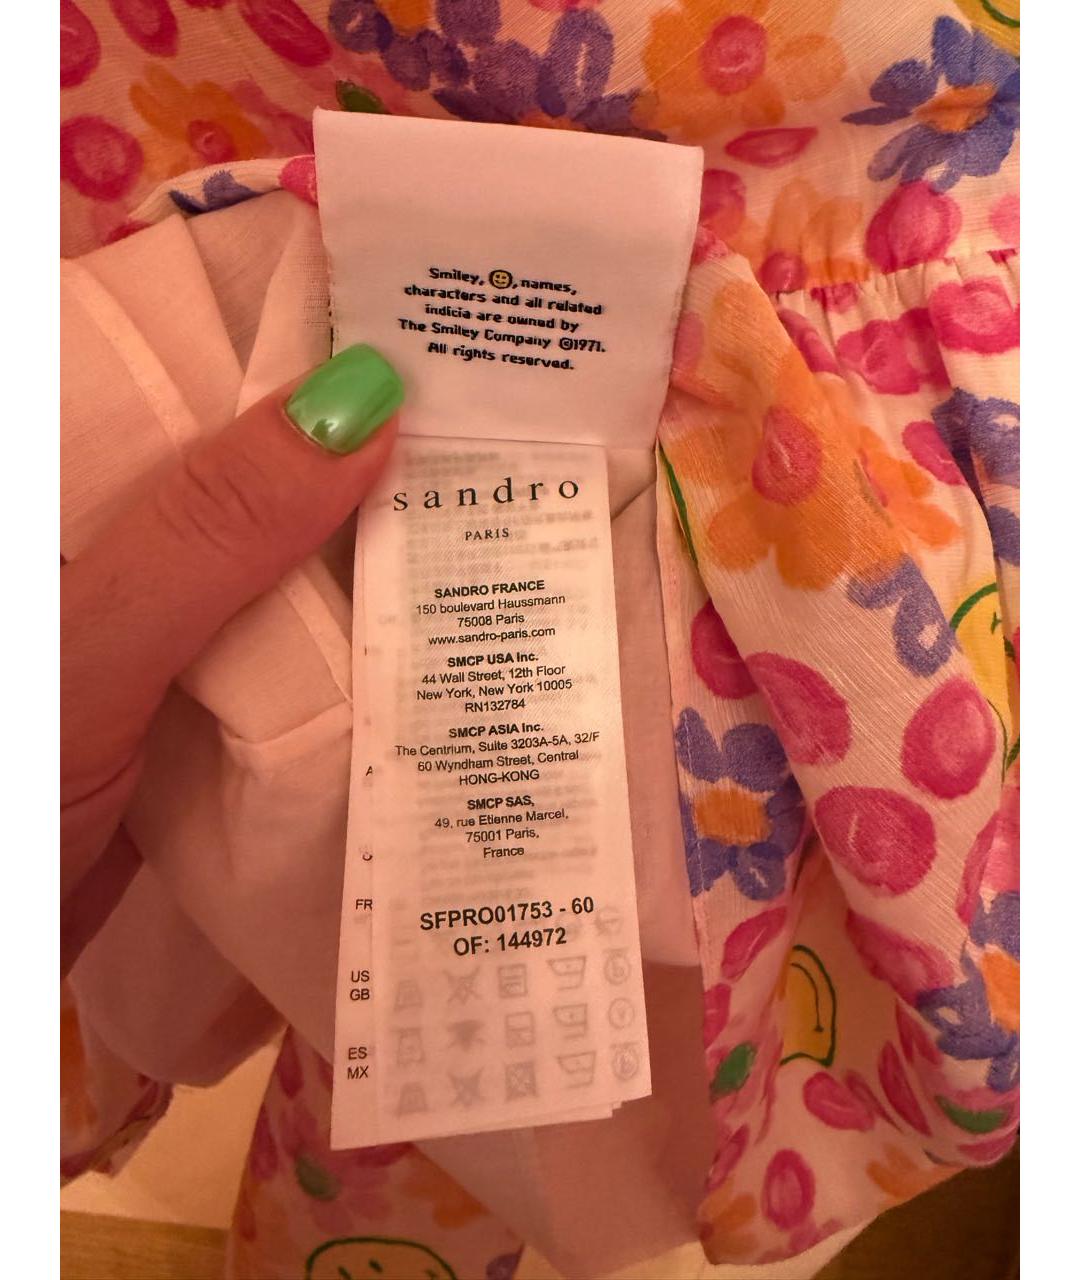 Smiley, , names,
characters and all related
indicia are owned by
The Smiley Company ©1971.
All rights reserved.
sandro
PARIS
SANDRO FRANCE
150 boulevard Haussmann
75008 Paris
www.sandro-paris.com
SMCP USA Inc.
44 Wall Street, 12th Floor
New York, New York 10005
RN132784
SMCP ASIA Inc.
The Centrium, Suite 3203A-5A, 32/F
60 Wyndham Street, Central
HONG-KONG
SMCP SAS,
49, rue Etienne Marcel,
75001 Paris,
France
SFPRO01753 - 60
OF: 144972
FR
US
GB
ES
MX